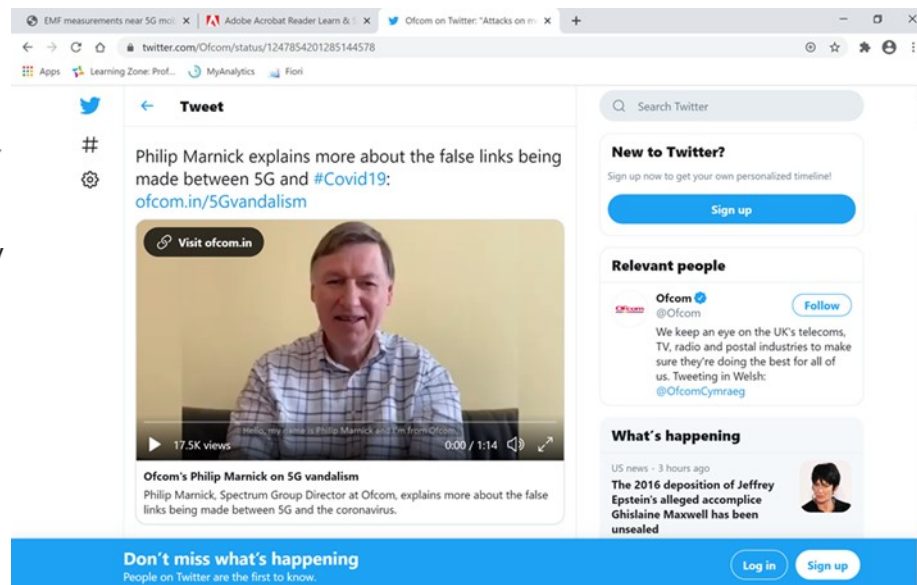 EMF measurements near 5G mo
Adobe Acrobat Reader Learn &
Ofcom on Twitter: "Attacks on m
twitter.com/Ofcom/status/1247854201285144578
Apps
Learning Zone: Prof...
MyAnalytics
Fiori
Tweet
Philip Marnick explains more about the false links being
made between 5G and #Covid19:
ofcom.in/5Gvandalism
Visit ofcom.in
Hello, my name is Philip Marnick and I'm from Ofcom
17.5K views
0:00 / 1:14
Ofcom's Philip Marnick on 5G vandalism
Philip Marnick, Spectrum Group Director at Ofcom, explains more about the false
links being made between 5G and the coronavirus.
Search Twitter
New to Twitter?
Sign up now to get your own personalized timeline!
Sign up
Relevant people
Ofcom
Ofcom
@Ofcom
Follow
We keep an eye on the UK's telecoms,
TV, radio and postal industries to make
sure they're doing the best for all of
us. Tweeting in Welsh:
@OfcomCymraeg
What's happening
US news · 3 hours ago
The 2016 deposition of Jeffrey
Epstein's alleged accomplice
Ghislaine Maxwell has been
unsealed
Don't miss what's happening
People on Twitter are the first to know.
Log in
Sign up